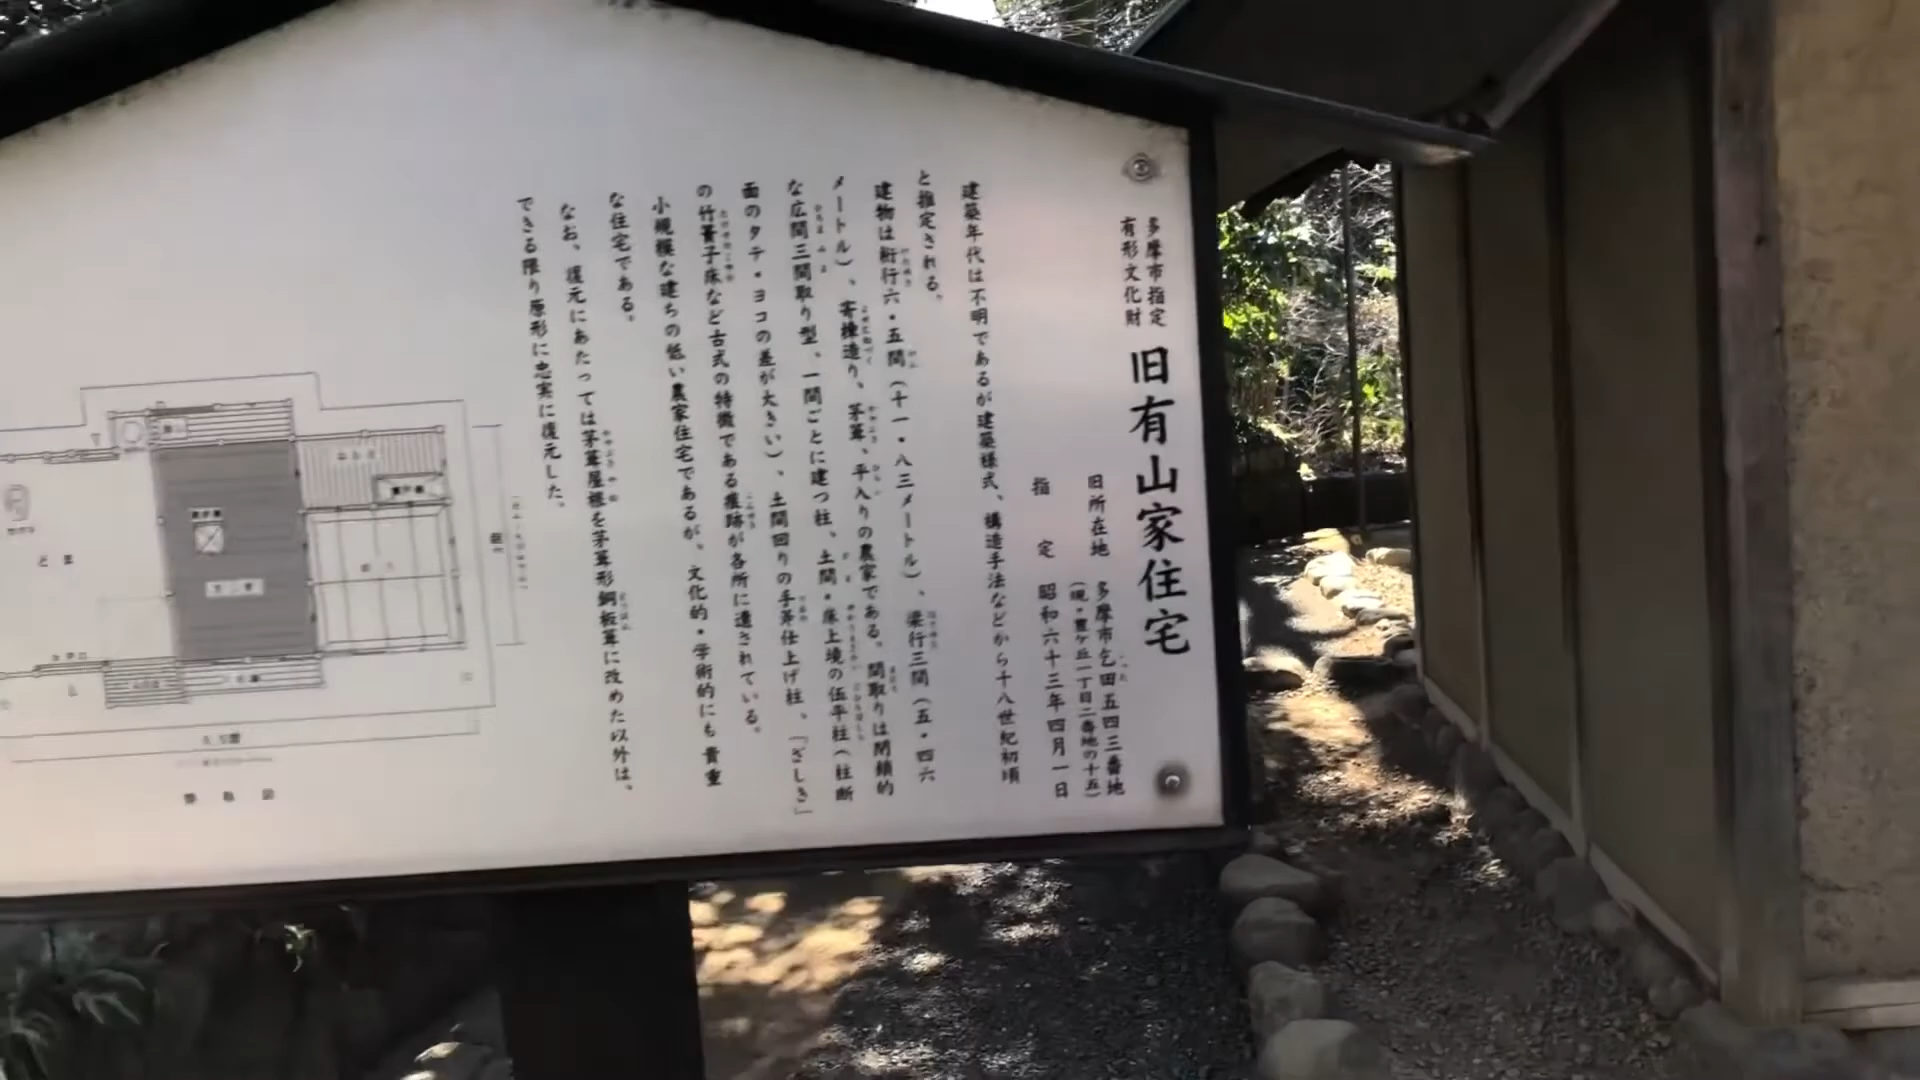 多摩市指定
有形文化財
旧有山家住宅
旧所在地 多摩市乞田五四三番地
(現・豊ヶ丘一丁目二番地の十五)
指定 昭和六十三年四月一日
建築年代は不明であるが建築様式、構造手法などから十八世紀初頃
と推定される。
建物は桁行六・五間(十一・八三メートル)、梁行三間(五・四六
メートル)、寄棟造り、茅葺、平入りの農家である。間取りは閉鎖的
な広間三間取り型、一間ごとに建つ柱、土間・床上境の伍平柱(柱断
面のタテ・ヨコの差が大きい)、土間回りの手斧仕上げ柱、「ざしき」
の竹簀子床など古式の特徴である痕跡が各所に遺されている。
小規模な建ちの低い農家住宅であるが、文化的・学術的にも貴重
な住宅である。
なお、復元にあたっては茅葺屋根を茅葺形銅板葺に改めた以外は、
できる限り原形に忠実に復元した。
どま